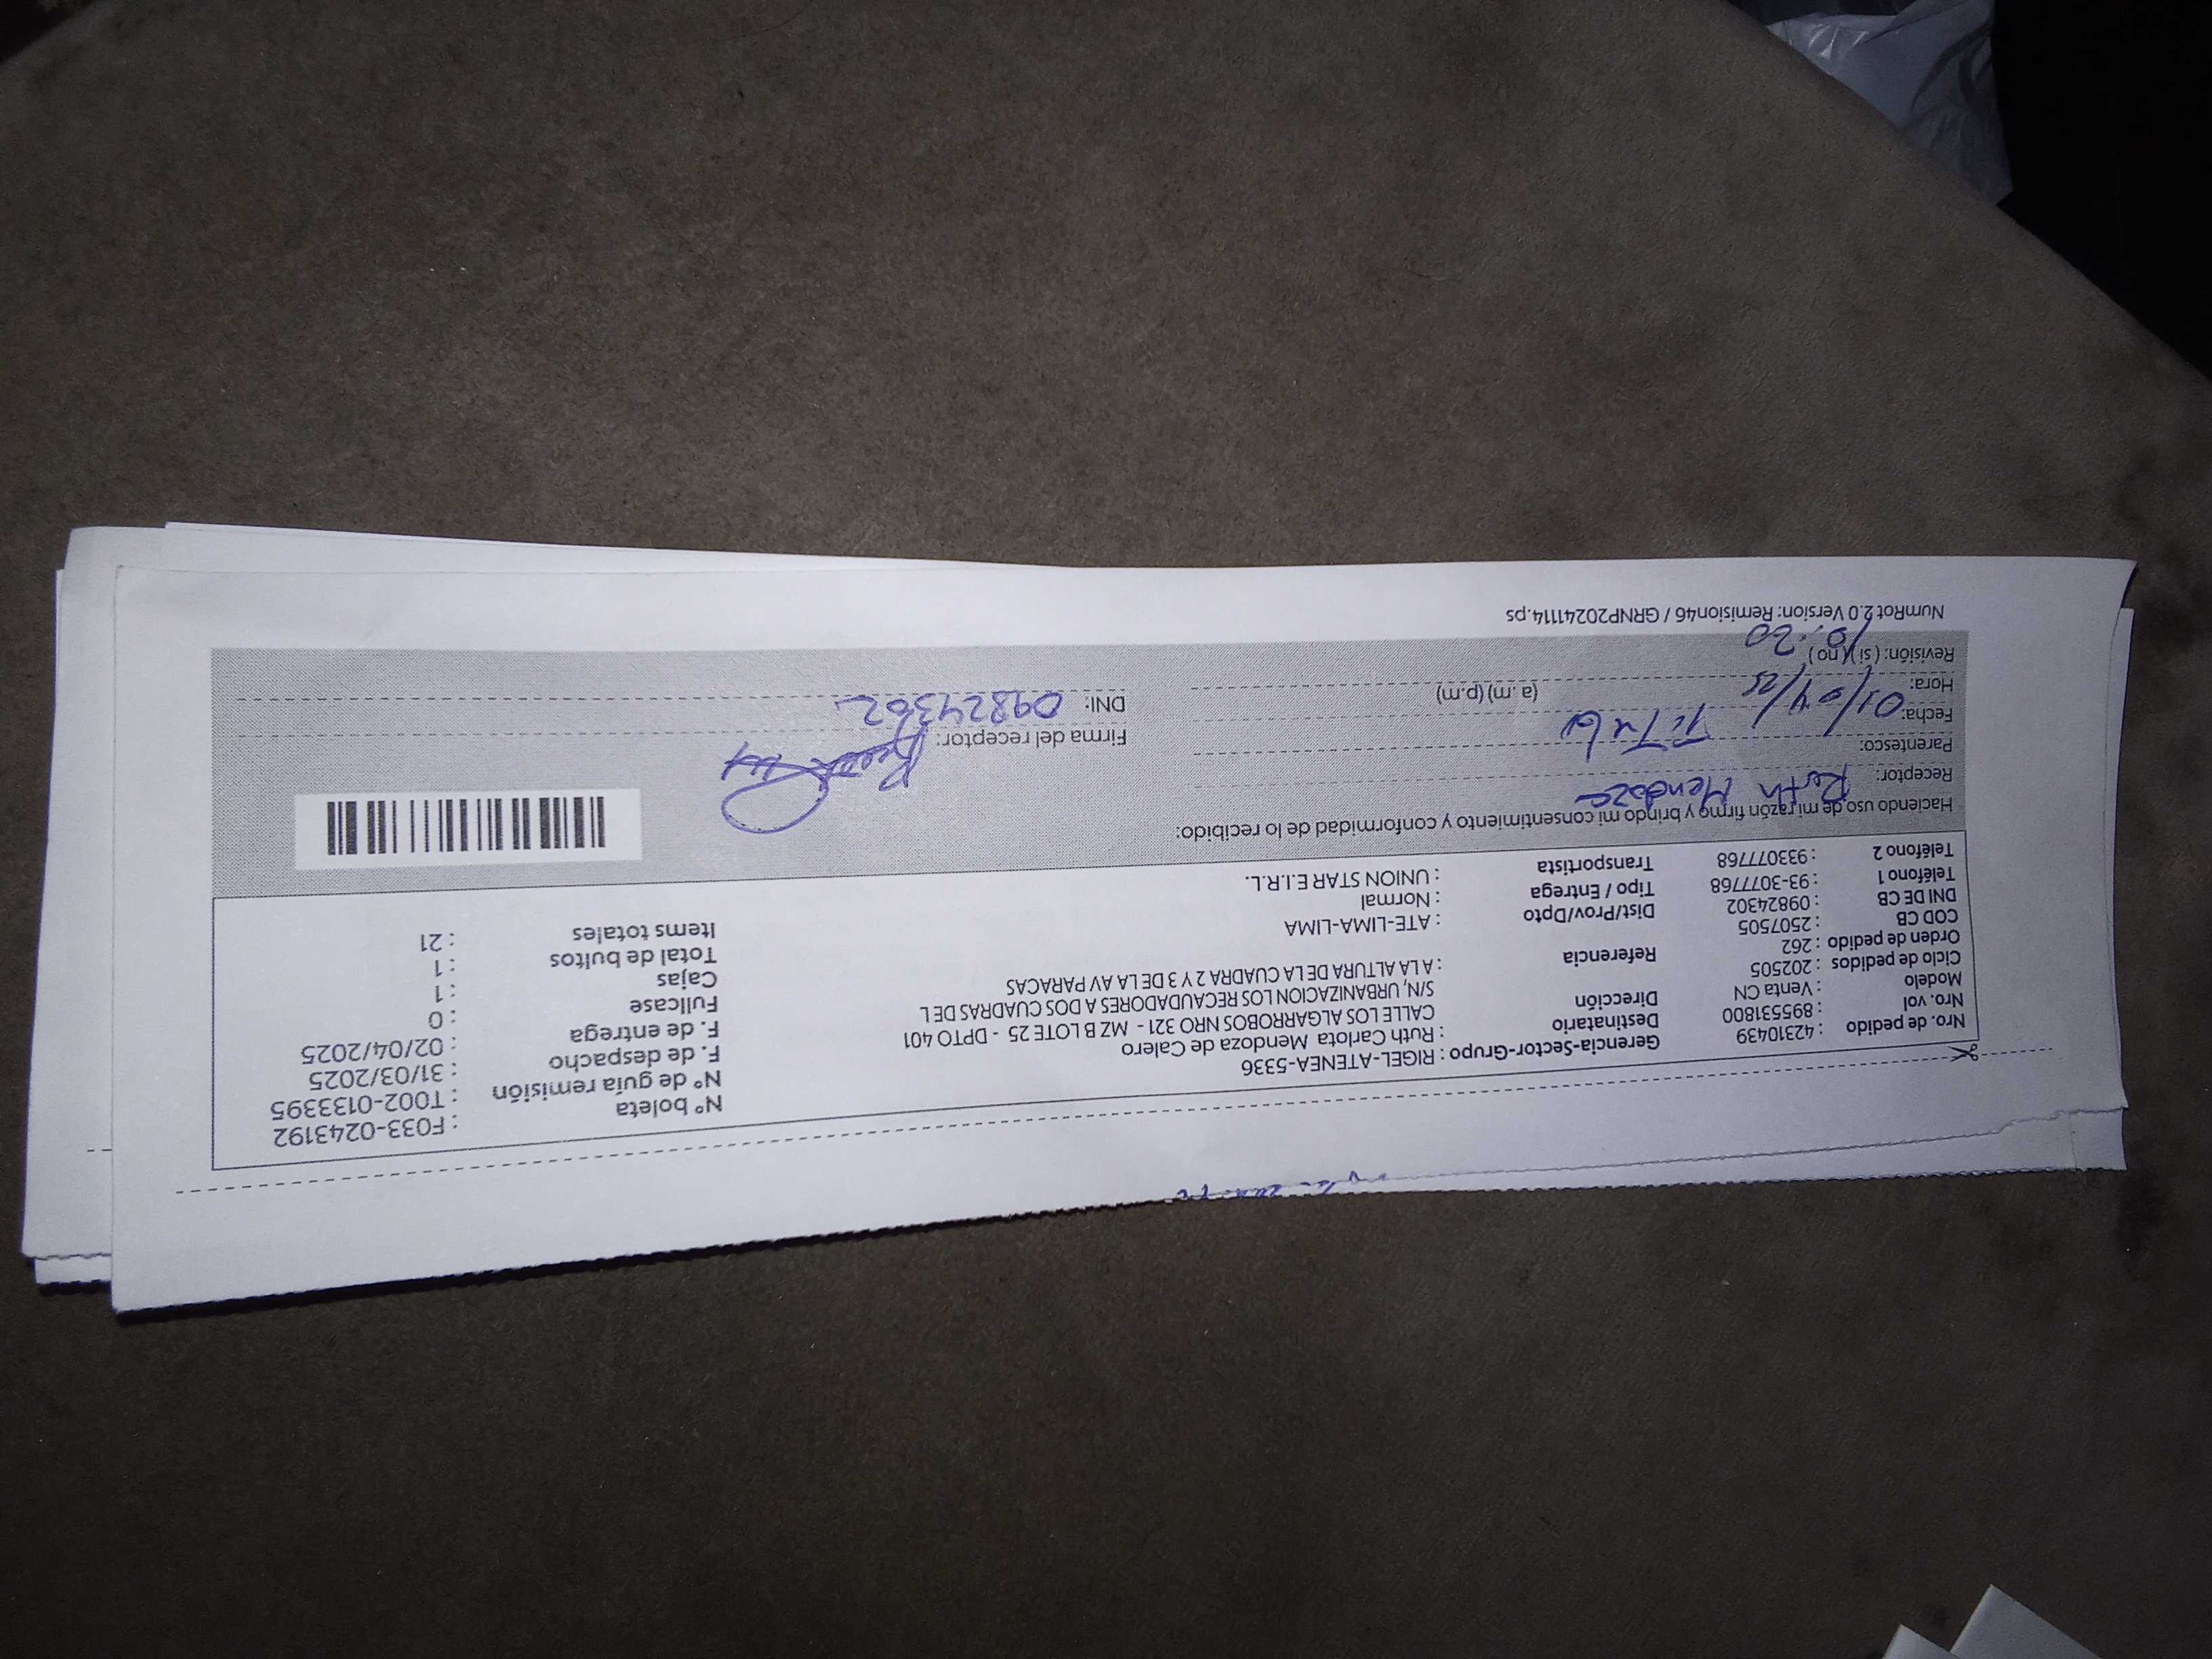 Nro. de pedido : 42310439
Nro. vol : 895531800
Modelo : Venta CN
Ciclo de pedidos : 202505
Orden de pedido : 262
COD CB : 2507505
DNI DE CB : 09824302
Teléfono 1 : 93-3077768
Teléfono 2 : 933077768
Gerencia-Sector-Grupo : RIGEL-ATENEA-5336
Destinatario : Ruth Carlota Mendoza de Calero
Dirección CALLE LOS ALGARROBOS NRO 321 - MZ B LOTE 25 - DPTO 401
S/N, URBANIZACION LOS RECAUDADORES A DOS CUADRAS DE L
Referencia : A LA ALTURA DE LA CUADRA 2 Y 3 DE LA AV PARACAS
Dist/Prov/Dpto : ATE-LIMA-LIMA
Tipo / Entrega : Normal
Transportista : UNION STAR E.I.R.L.
N° boleta : F033-0243192
N° de guía remisión : T002-0133395
F. de despacho : 31/03/2025
F. de entrega : 02/04/2025
Fullcase : 0
Cajas : 1
Total de bultos : 1
Items totales : 21
Haciendo uso de mi razón firmo y brindo mi consentimiento y conformidad de lo recibido:
Receptor: Ruth Mendoza
Parentesco: Titular
Fecha: 01/04/25
Hora: 10:20 (a.m) (p.m)
Revisión: ( si ) ( no )
Firma del receptor:
DNI: 09824302
NumRot 2.0 Version: Remision46 / GRNP20241114.ps